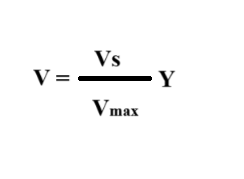 Vs
V = Y
Vmax